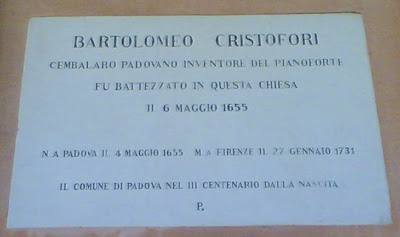 BARTOLOMEO CRISTOFORI
CEMBALARO PADOVANO INVENTORE DEL PIANOFORTE
FU BATTEZZATO IN QUESTA CHIESA
IL 6 MAGGIO 1655
N. A PADOVA IL 4 MAGGIO 1655 M. A FIRENZE IL 27 GENNAIO 1731
IL COMUNE DI PADOVA NEL III CENTENARIO DALLA NASCITA
P.